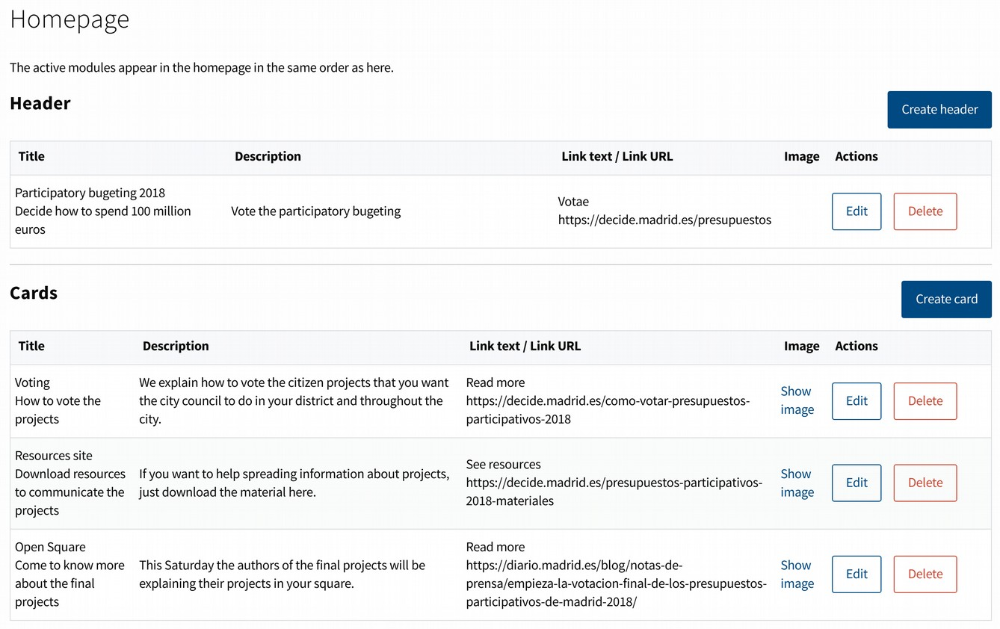 Homepage
The active modules appear in the homepage in the same order as here.
Header
Create header
Title Description Link text / Link URL Image Actions
Participatory bugeting 2018
Decide how to spend 100 million
euros
Vote the participatory bugeting
Votae
https://decide.madrid.es/presupuestos
Edit Delete
Cards
Create card
Title Description Link text / Link URL Image Actions
Voting
How to vote the
projects
We explain how to vote the citizen projects that you want
the city council to do in your district and throughout the
city.
Read more
https://decide.madrid.es/como-votar-presupuestos-
participativos-2018
Show
image
Edit Delete
Resources site
Download resources
to communicate the
projects
If you want to help spreading information about projects,
just download the material here.
See resources
https://decide.madrid.es/presupuestos-participativos-
2018-materiales
Show
image
Edit Delete
Open Square
Come to know more
about the final
projects
This Saturday the authors of the final projects will be
explaining their projects in your square.
Read more
https://diario.madrid.es/blog/notas-de-
prensa/empieza-la-votacion-final-de-los-presupuestos-
participativos-de-madrid-2018/
Show
image
Edit Delete